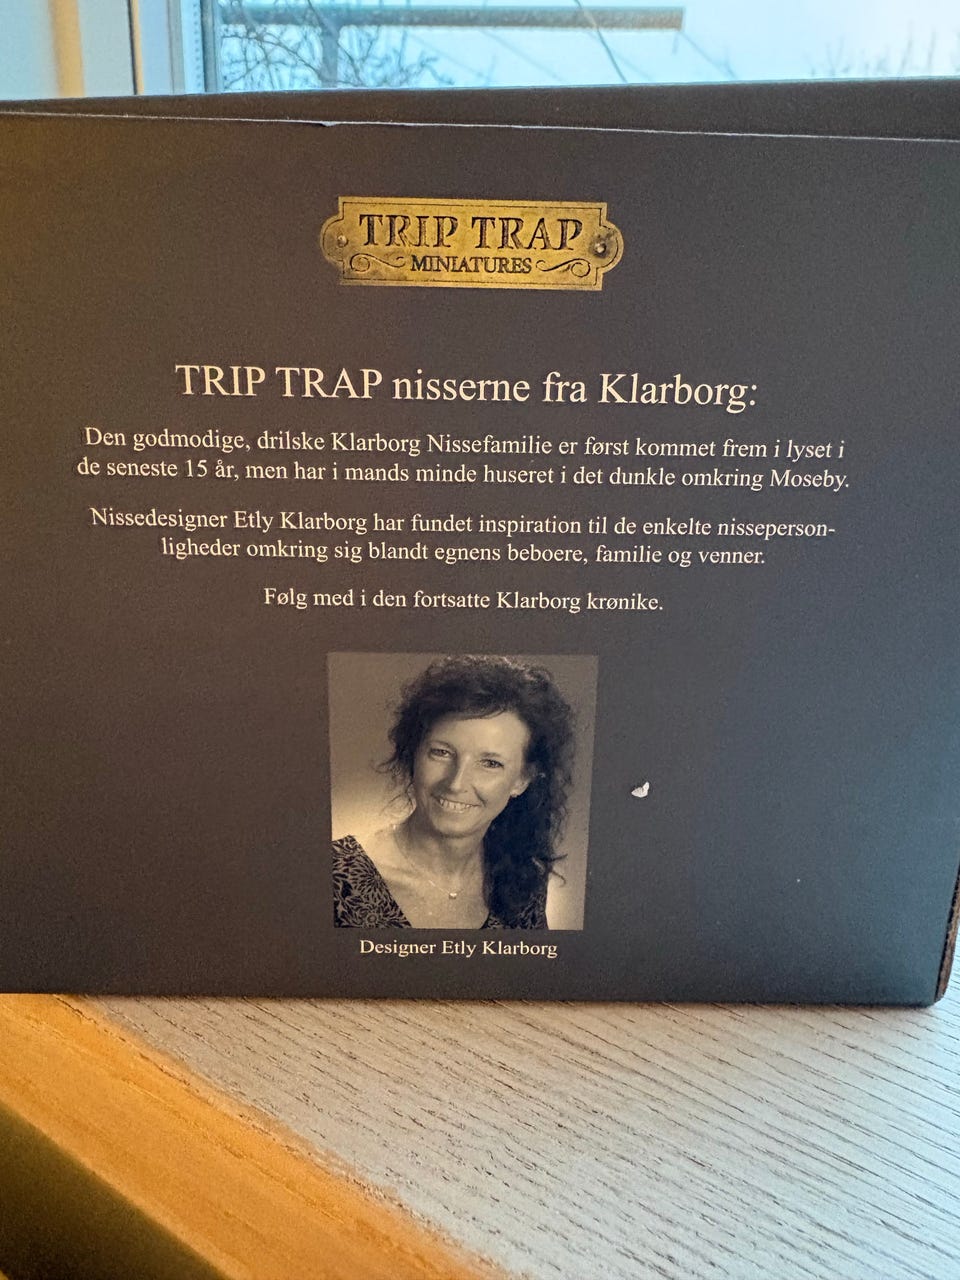 TRIP TRAP
MINIATURES
TRIP TRAP nisserne fra Klarborg:
Den godmodige, drilske Klarborg Nissefamilie er først kommet frem i lyset i
de seneste 15 år, men har i mands minde huseret i det dunkle omkring Moseby.
Nissedesigner Etly Klarborg har fundet inspiration til de enkelte nisseperson-
ligheder omkring sig blandt egnens beboere, familie og venner.
Følg med i den fortsatte Klarborg krønike.
Designer Etly Klarborg